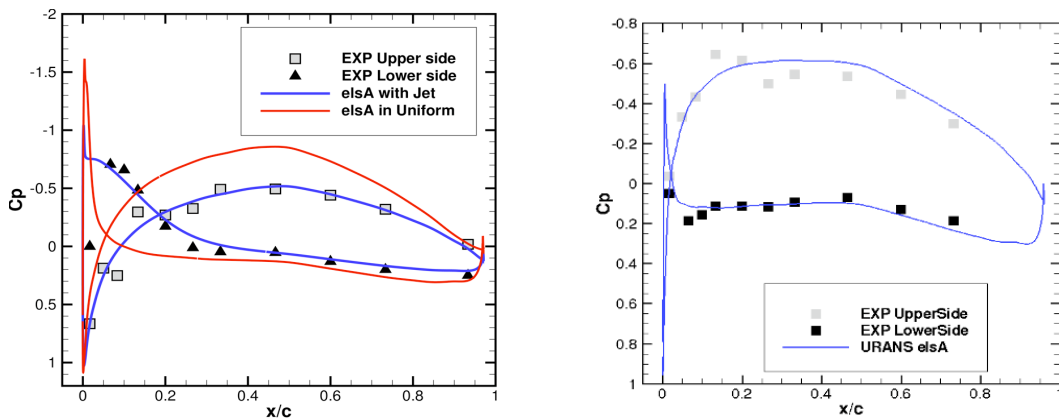 -2
-1.5
-1
-0.5
0
0.5
1
Cp
0 0.2 0.4 0.6 0.8 1
x/c
EXP Upper side
EXP Lower side
elsA with Jet
elsA in Uniform
-0.8
-0.6
-0.4
-0.2
0
0.2
0.4
0.6
0.8
1
Cp
0 0.2 0.4 0.6 0.8 1
x/c
EXP UpperSide
EXP LowerSide
URANS elsA